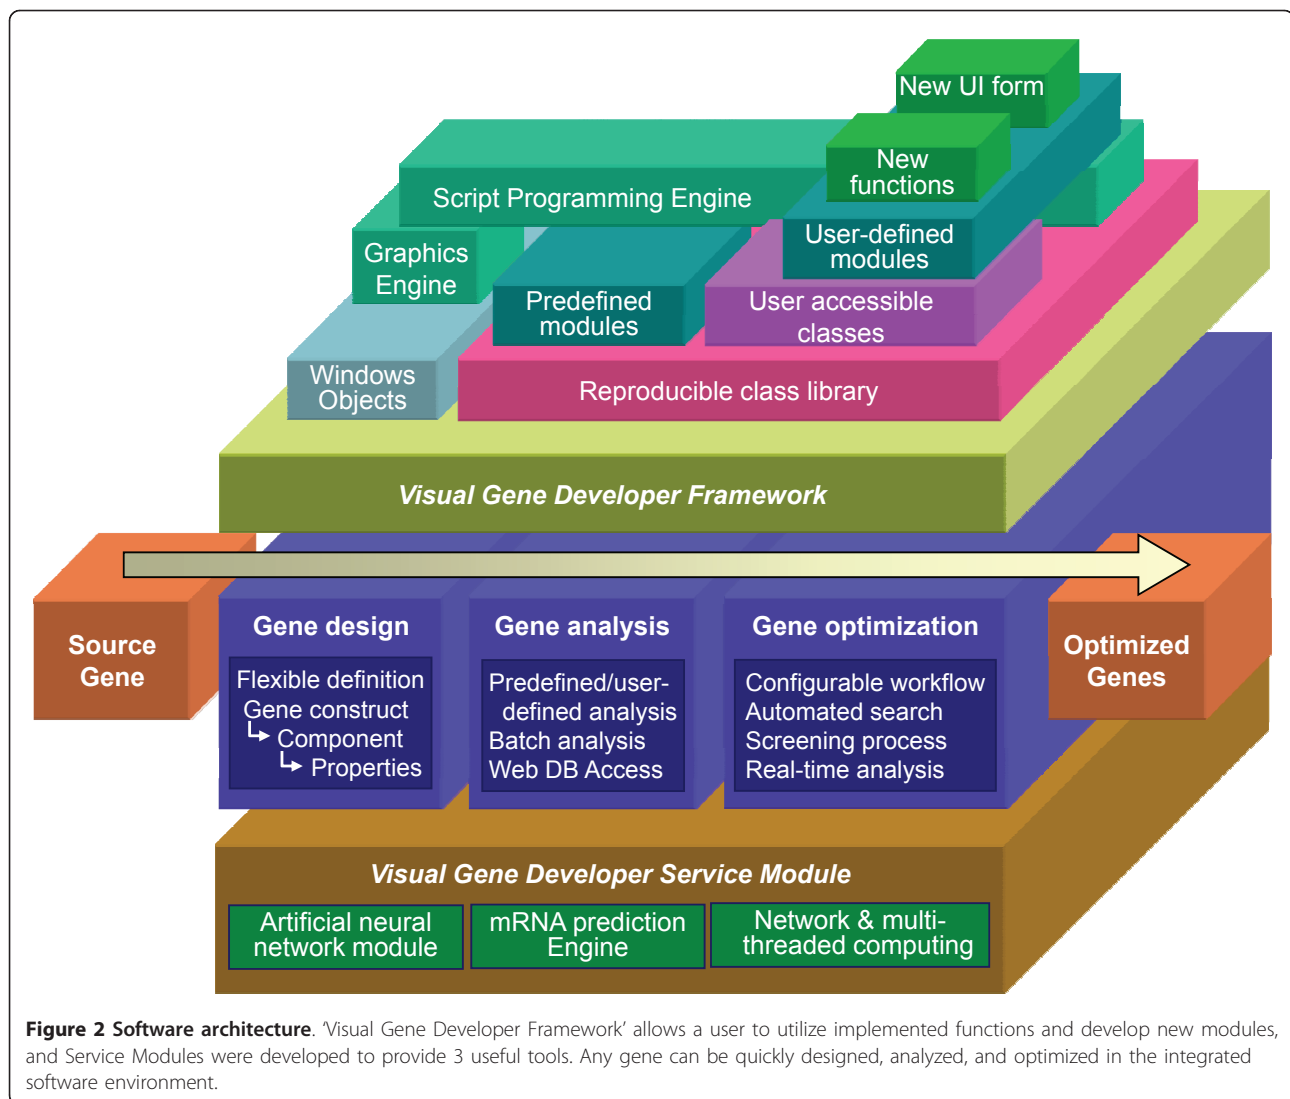 New UI form
New
functions
Script Programming Engine
User-defined
modules
Graphics
Engine
Predefined
modules
User accessible
classes
Windows
Objects
Reproducible class library
Visual Gene Developer Framework
Source
Gene
Gene design
Flexible definition
Gene construct
Component
Properties
Gene analysis
Predefined/user-
defined analysis
Batch analysis
Web DB Access
Gene optimization
Configurable workflow
Automated search
Screening process
Real-time analysis
Optimized
Genes
Visual Gene Developer Service Module
Artificial neural
network module
mRNA prediction
Engine
Network & multi-
threaded computing
Figure 2 Software architecture. 'Visual Gene Developer Framework' allows a user to utilize implemented functions and develop new modules,
and Service Modules were developed to provide 3 useful tools. Any gene can be quickly designed, analyzed, and optimized in the integrated
software environment.